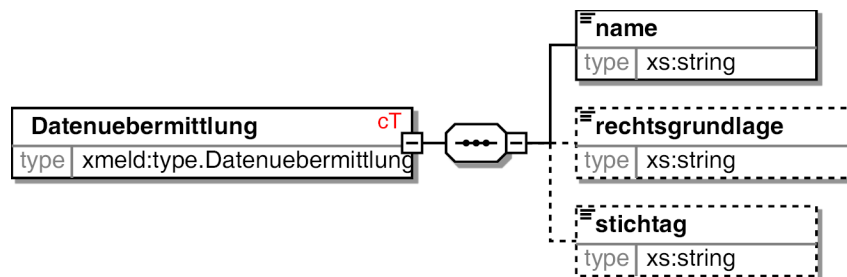 name
type xs:string
Datenuebermittlung cT
type xmeld:type.Datenuebermittlung
rechtsgrundlage
type xs:string
stichtag
type xs:string